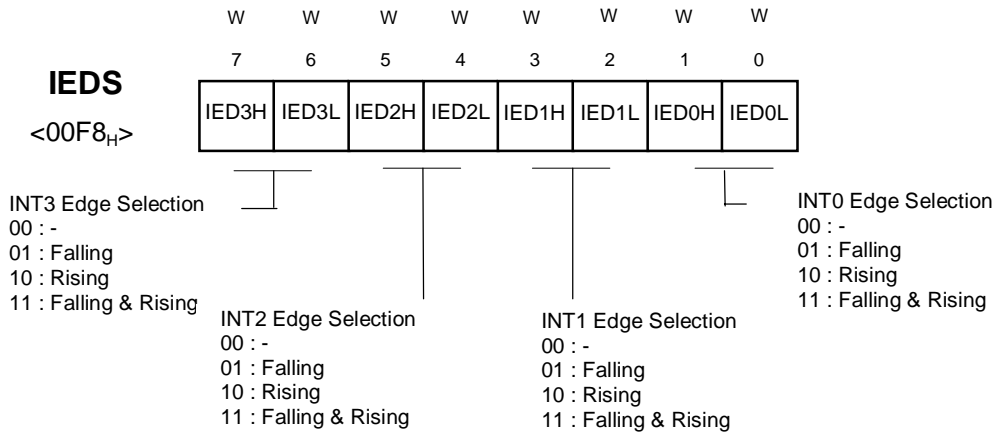 W W W W W W W W
7 6 5 4 3 2 1 0
IEDS
IED3H IED3L IED2H IED2L IED1H IED1L IED0H IED0L
<00F8H>
INT3 Edge Selection
00 : -
01 : Falling
10 : Rising
11 : Falling & Rising
INT2 Edge Selection
00 : -
01 : Falling
10 : Rising
11 : Falling & Rising
INT1 Edge Selection
00 : -
01 : Falling
10 : Rising
11 : Falling & Rising
INT0 Edge Selection
00 : -
01 : Falling
10 : Rising
11 : Falling & Rising